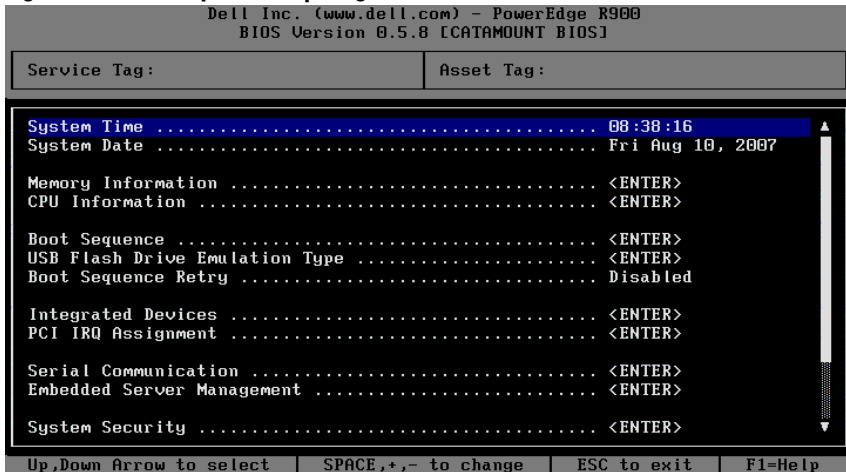 Dell Inc. (www.dell.com) - PowerEdge R900
BIOS Version 0.5.8 [CATAMOUNT BIOS]
Service Tag: Asset Tag:
System Time .......................................... 08:38:16
System Date .......................................... Fri Aug 10, 2007
Memory Information ................................... <ENTER>
CPU Information ...................................... <ENTER>
Boot Sequence ........................................ <ENTER>
USB Flash Drive Emulation Type ....................... <ENTER>
Boot Sequence Retry .................................. Disabled
Integrated Devices ................................... <ENTER>
PCI IRQ Assignment ................................... <ENTER>
Serial Communication ................................. <ENTER>
Embedded Server Management ........................... <ENTER>
System Security ...................................... <ENTER>
Up,Down Arrow to select SPACE,+,- to change ESC to exit F1=Help